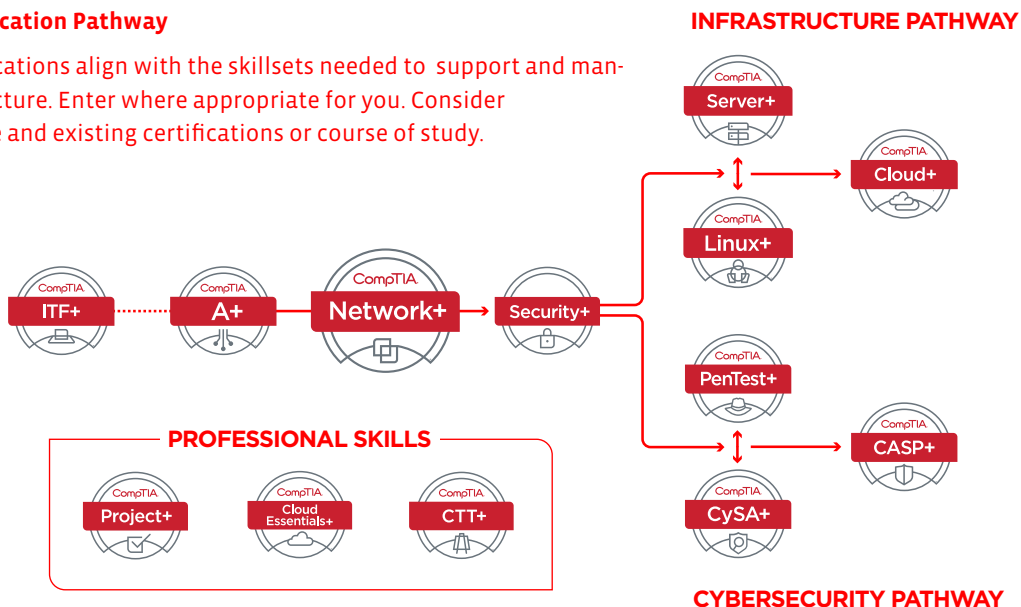 cation Pathway
cations align with the skillsets needed to support and man-
cture. Enter where appropriate for you. Consider
e and existing certifications or course of study.
INFRASTRUCTURE PATHWAY
CompTIA
Server+
CompTIA
Cloud+
CompTIA
Linux+
CompTIA
ITF+
CompTIA
A+
CompTIA
Network+
Security+
CompTIA
PenTest+
CompTIA
CASP+
CompTIA
CySA+
PROFESSIONAL SKILLS
CompTIA
Project+
CompTIA
Cloud
Essentials+
CompTIA
CTT+
CYBERSECURITY PATHWAY